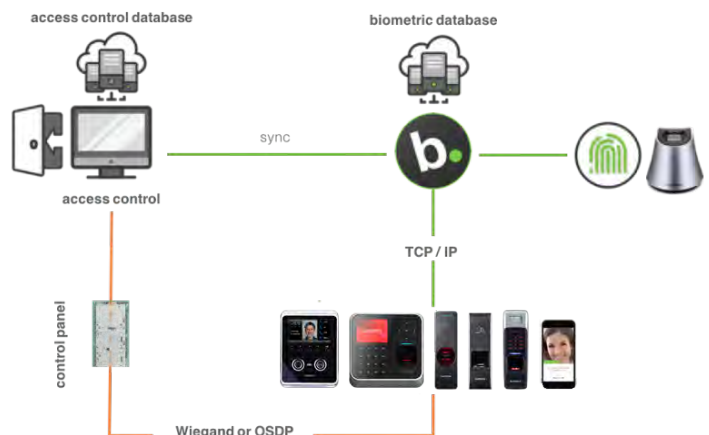 access control database
biometric database
sync
b.
access control
TCP / IP
control panel
Wiegand or OSDP